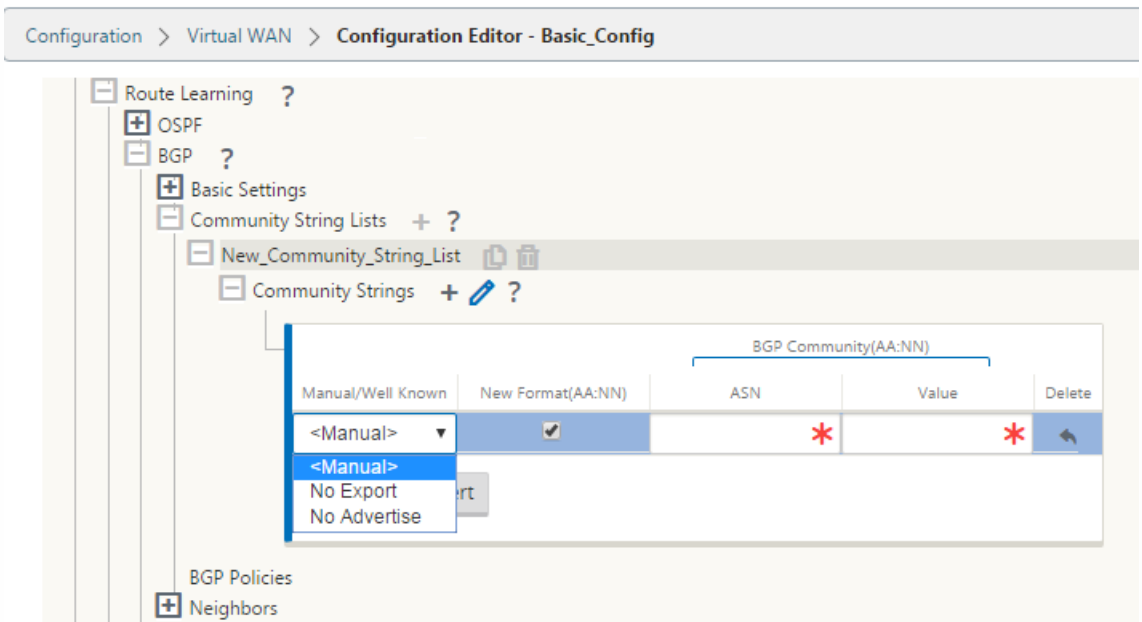 Configuration > Virtual WAN > Configuration Editor - Basic_Config
Route Learning ?
OSPF
BGP ?
Basic Settings
Community String Lists + ?
New_Community_String_List
Community Strings + ?
BGP Community(AA:NN)
Manual/Well Known New Format(AA:NN) ASN Value Delete
<Manual>
<Manual>
No Export
No Advertise
BGP Policies
Neighbors